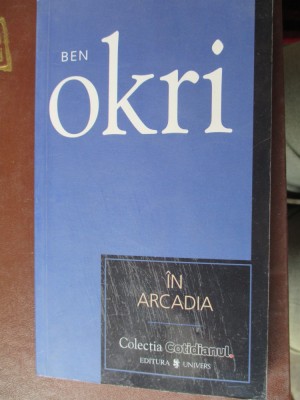 BEN
okri
ÎN
ARCADIA
Colecția Cotidianul
EDITURA UNIVERS